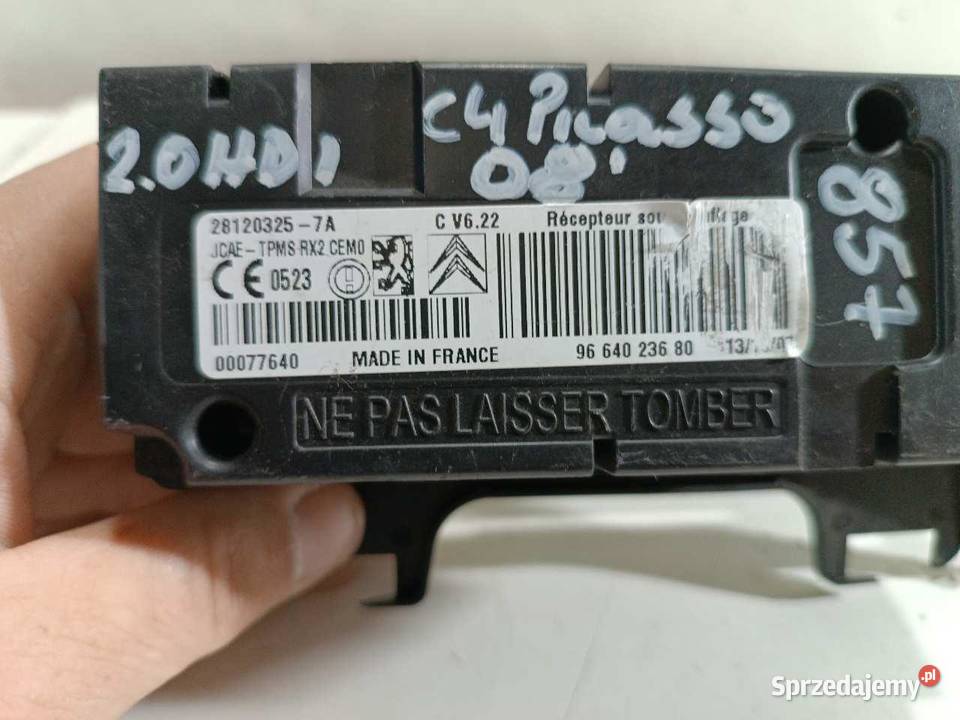 2.0HDI
C4 Picasso
08'
857
28120325-7A
C V6.22
Récepteur
JCAE-TPMS RX2 CEM0
CE 0523
00077640
MADE IN FRANCE
96 640 236 80
NE PAS LAISSER TOMBER
Sprzedajemy.pl